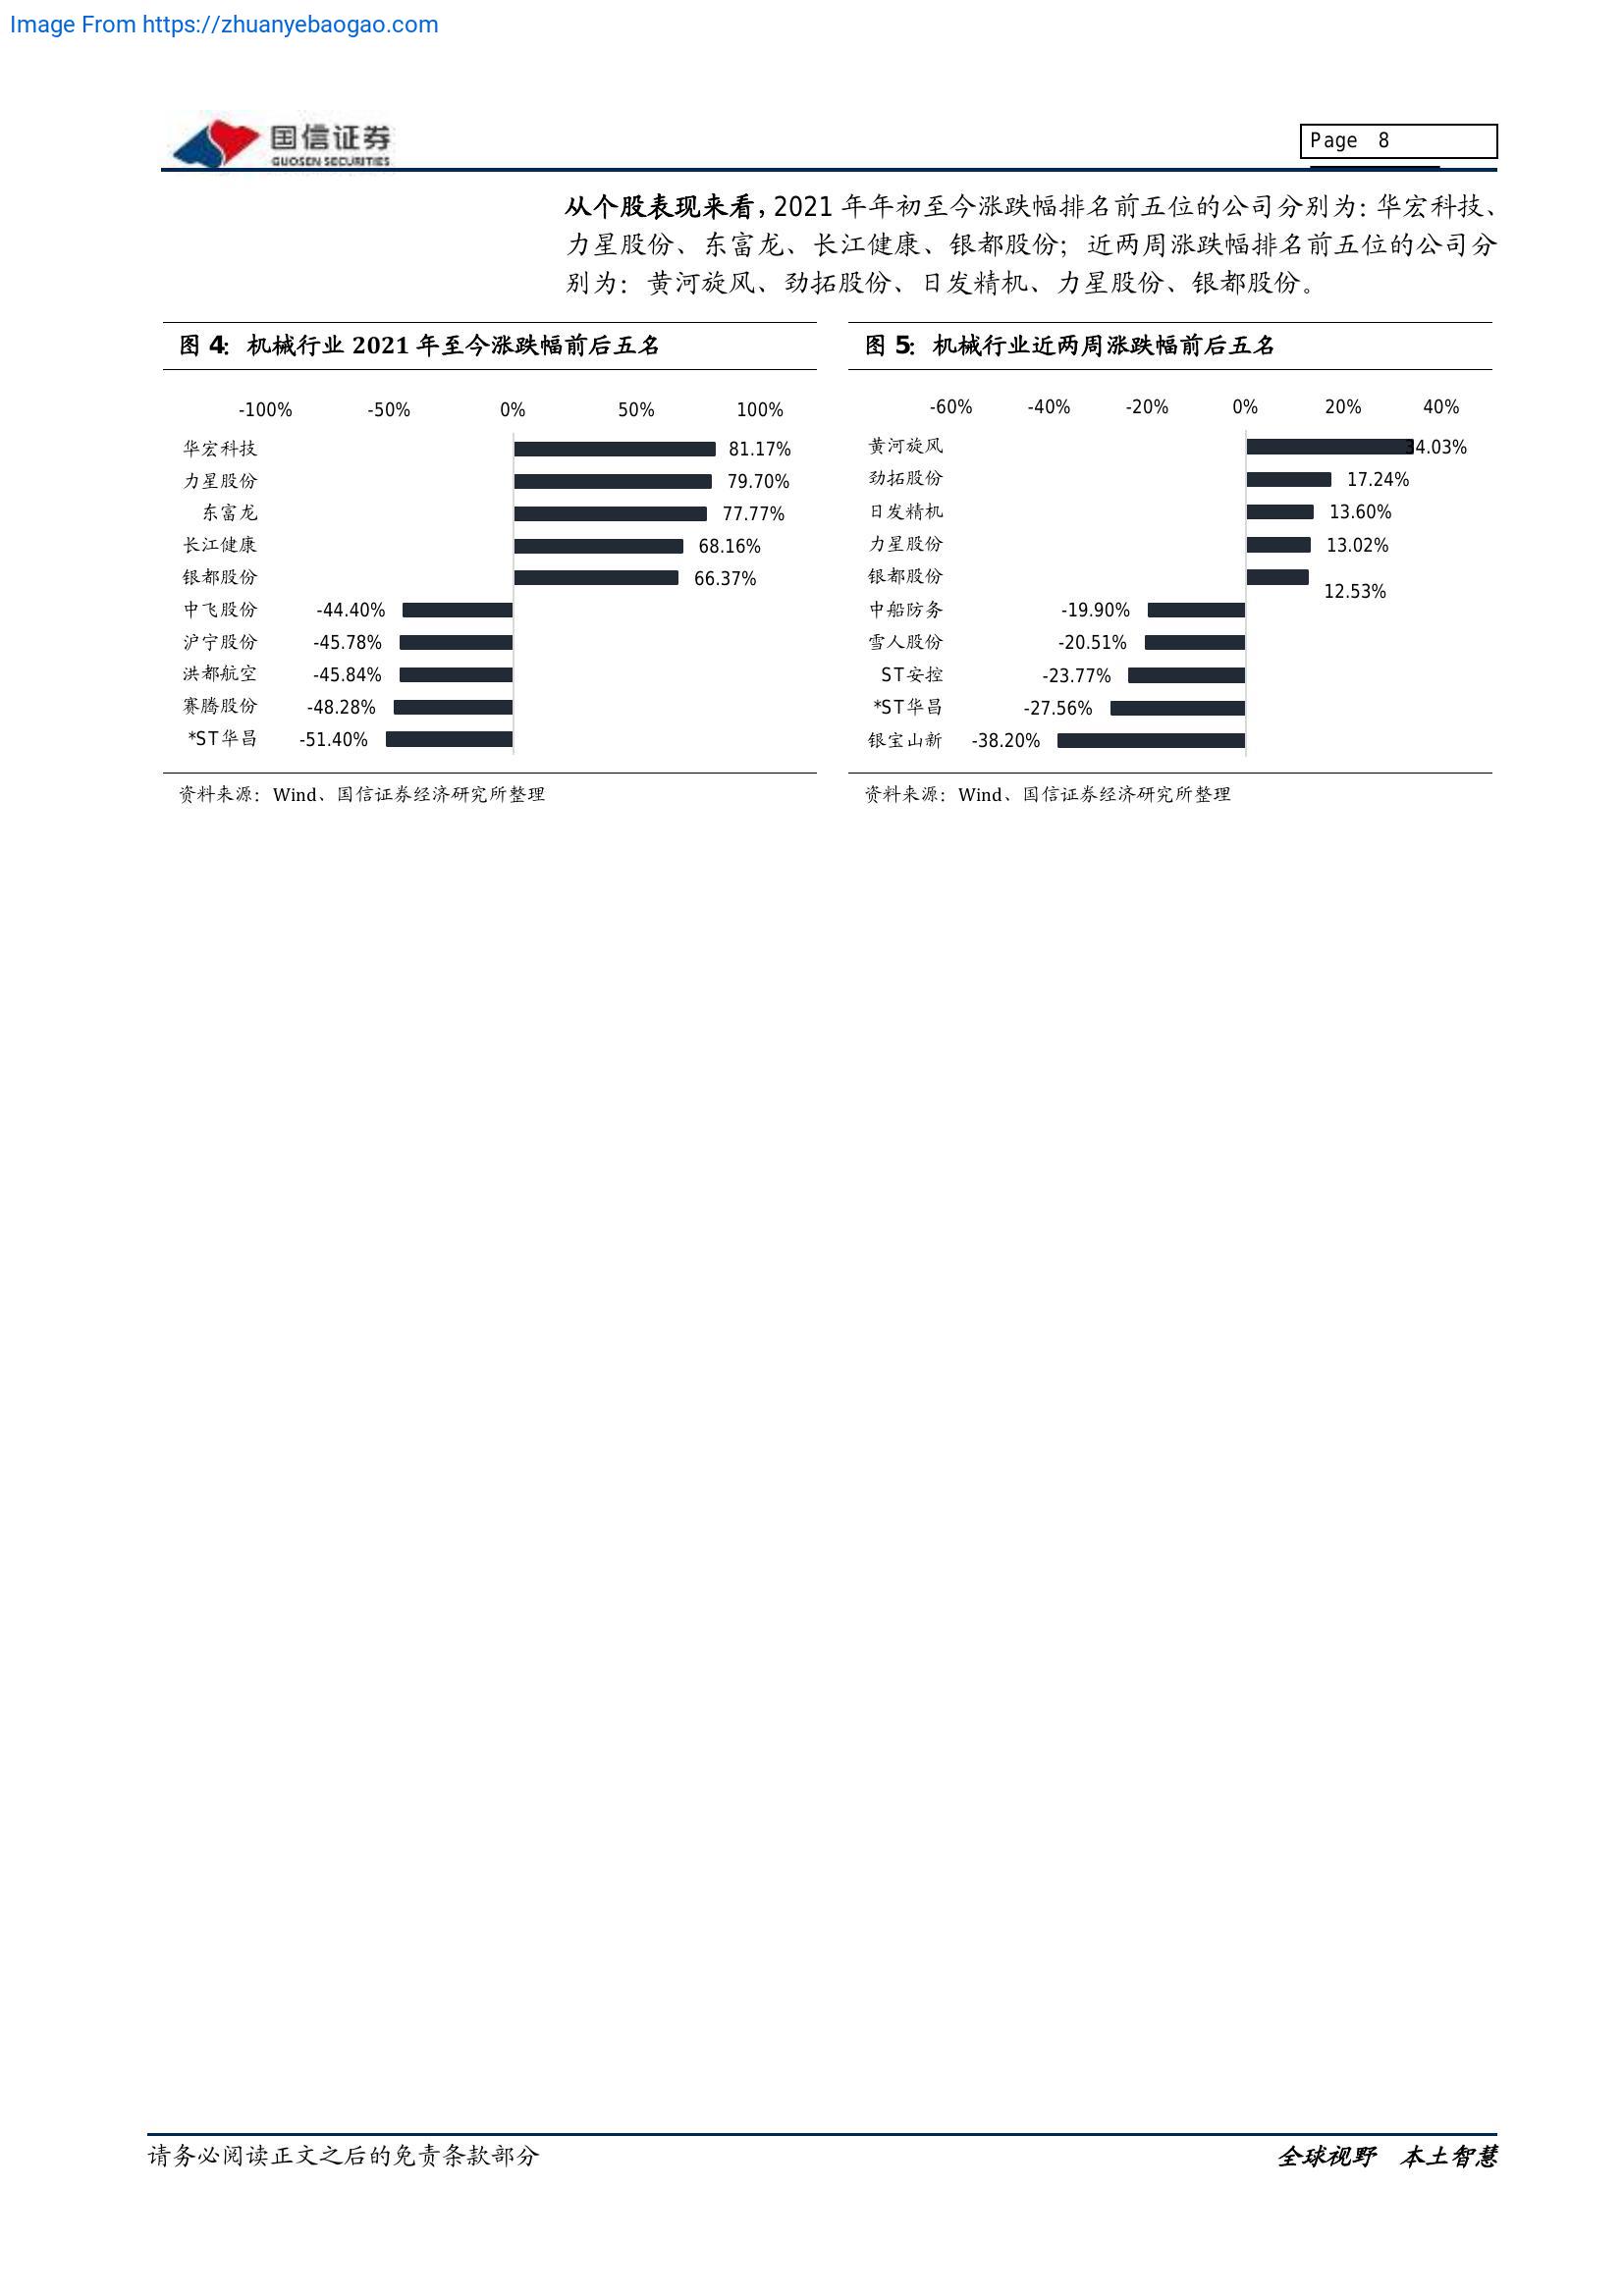 Image From https://zhuanyebaogao.com
国信证券
GUOSEN SECURITIES
Page 8
从个股表现来看，2021 年年初至今涨跌幅排名前五位的公司分别为：华宏科技、
力星股份、东富龙、长江健康、银都股份；近两周涨跌幅排名前五位的公司分
别为：黄河旋风、劲拓股份、日发精机、力星股份、银都股份。
图 4：机械行业 2021 年至今涨跌幅前后五名
-100% -50% 0% 50% 100%
华宏科技 81.17%
力星股份 79.70%
东富龙 77.77%
长江健康 68.16%
银都股份 66.37%
中飞股份 -44.40%
沪宁股份 -45.78%
洪都航空 -45.84%
赛腾股份 -48.28%
*ST华昌 -51.40%
资料来源：Wind、国信证券经济研究所整理
图 5：机械行业近两周涨跌幅前后五名
-60% -40% -20% 0% 20% 40%
黄河旋风 34.03%
劲拓股份 17.24%
日发精机 13.60%
力星股份 13.02%
银都股份 12.53%
中船防务 -19.90%
雪人股份 -20.51%
ST安控 -23.77%
*ST华昌 -27.56%
银宝山新 -38.20%
资料来源：Wind、国信证券经济研究所整理
请务必阅读正文之后的免责条款部分
全球视野 本土智慧